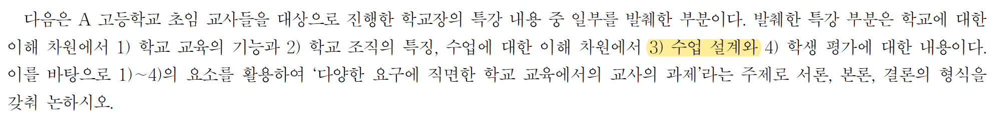 다음은 A 고등학교 초임 교사들을 대상으로 진행한 학교장의 특강 내용 중 일부를 발췌한 부분이다. 발췌한 특강 부분은 학교에 대한
이해 차원에서 1) 학교 교육의 기능과 2) 학교 조직의 특징, 수업에 대한 이해 차원에서 3) 수업 설계와 4) 학생 평가에 대한 내용이다.
이를 바탕으로 1)~4)의 요소를 활용하여 ‘다양한 요구에 직면한 학교 교육에서의 교사의 과제’라는 주제로 서론, 본론, 결론의 형식을
갖춰 논하시오.